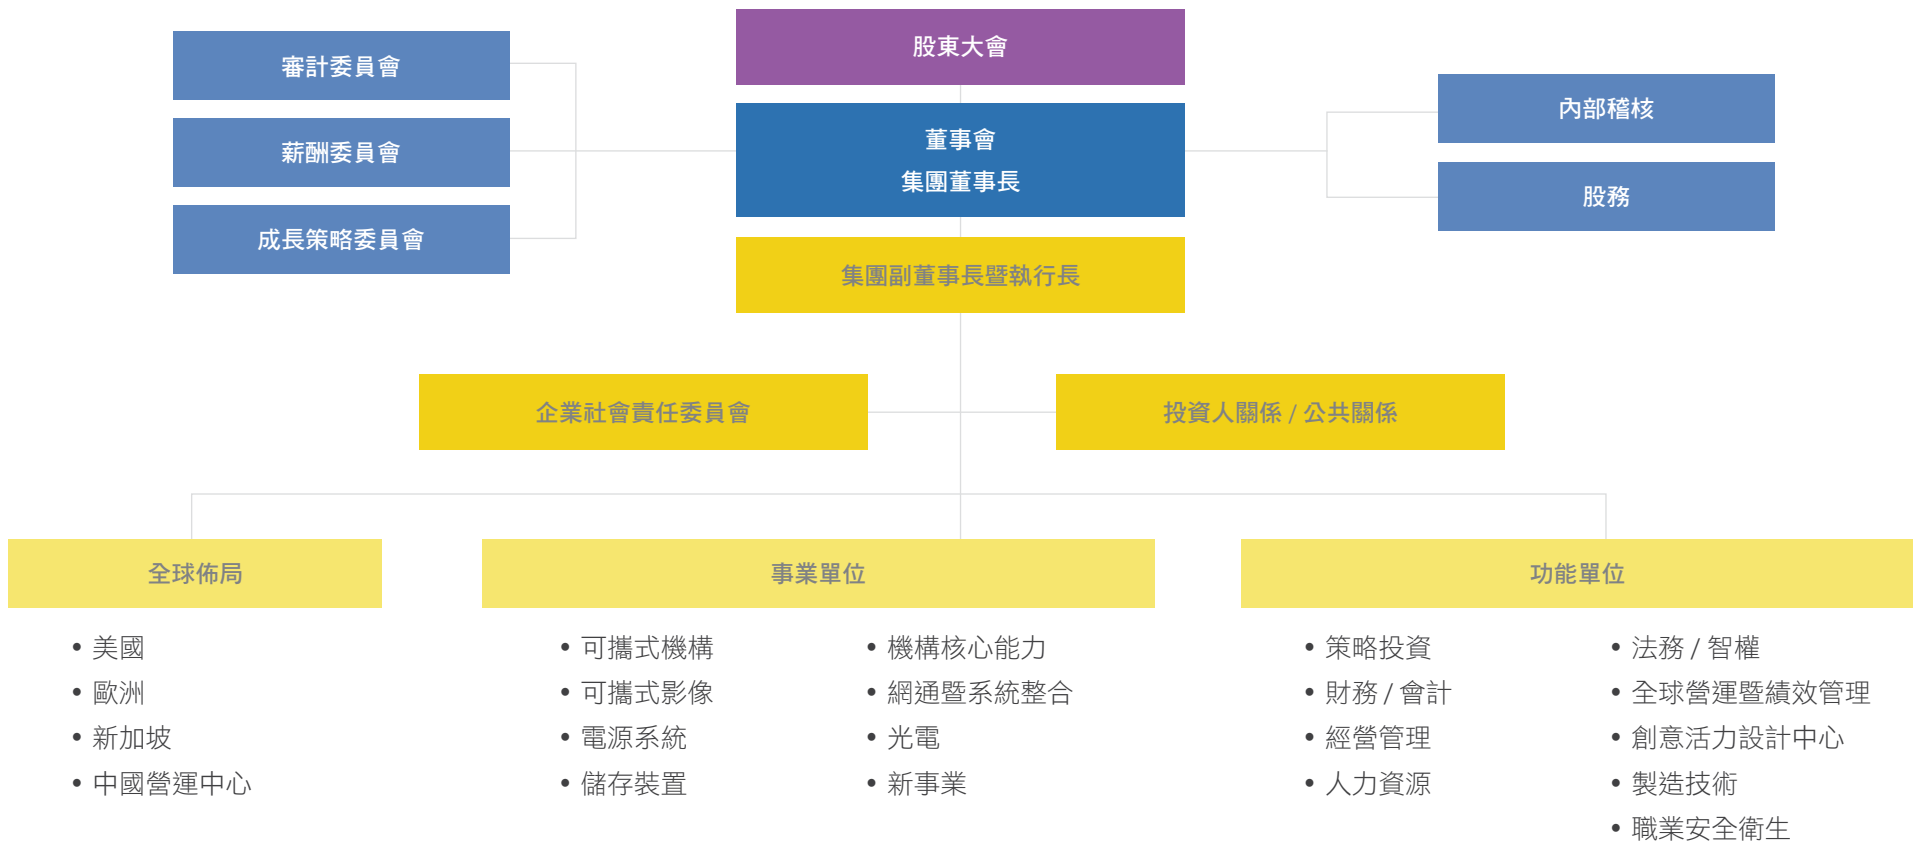 股東大會
董事會
集團董事長
審計委員會
薪酬委員會
成長策略委員會
內部稽核
股務
集團副董事長暨執行長
企業社會責任委員會
投資人關係 / 公共關係
全球佈局
• 美國
• 歐洲
• 新加坡
• 中國營運中心
事業單位
• 可攜式機構
• 可攜式影像
• 電源系統
• 儲存裝置
• 機構核心能力
• 網通暨系統整合
• 光電
• 新事業
功能單位
• 策略投資
• 財務 / 會計
• 經營管理
• 人力資源
• 法務 / 智權
• 全球營運暨績效管理
• 創意活力設計中心
• 製造技術
• 職業安全衛生